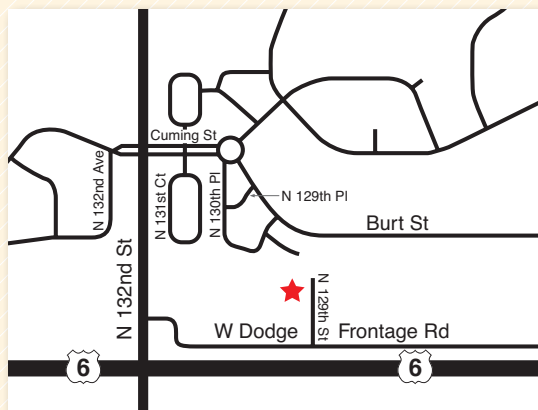 Cuming St
N 132nd Ave
N 131st Ct
N 130th Pl
N 129th Pl
Burt St
N 132nd St
N 129th St
W Dodge Frontage Rd
6
6